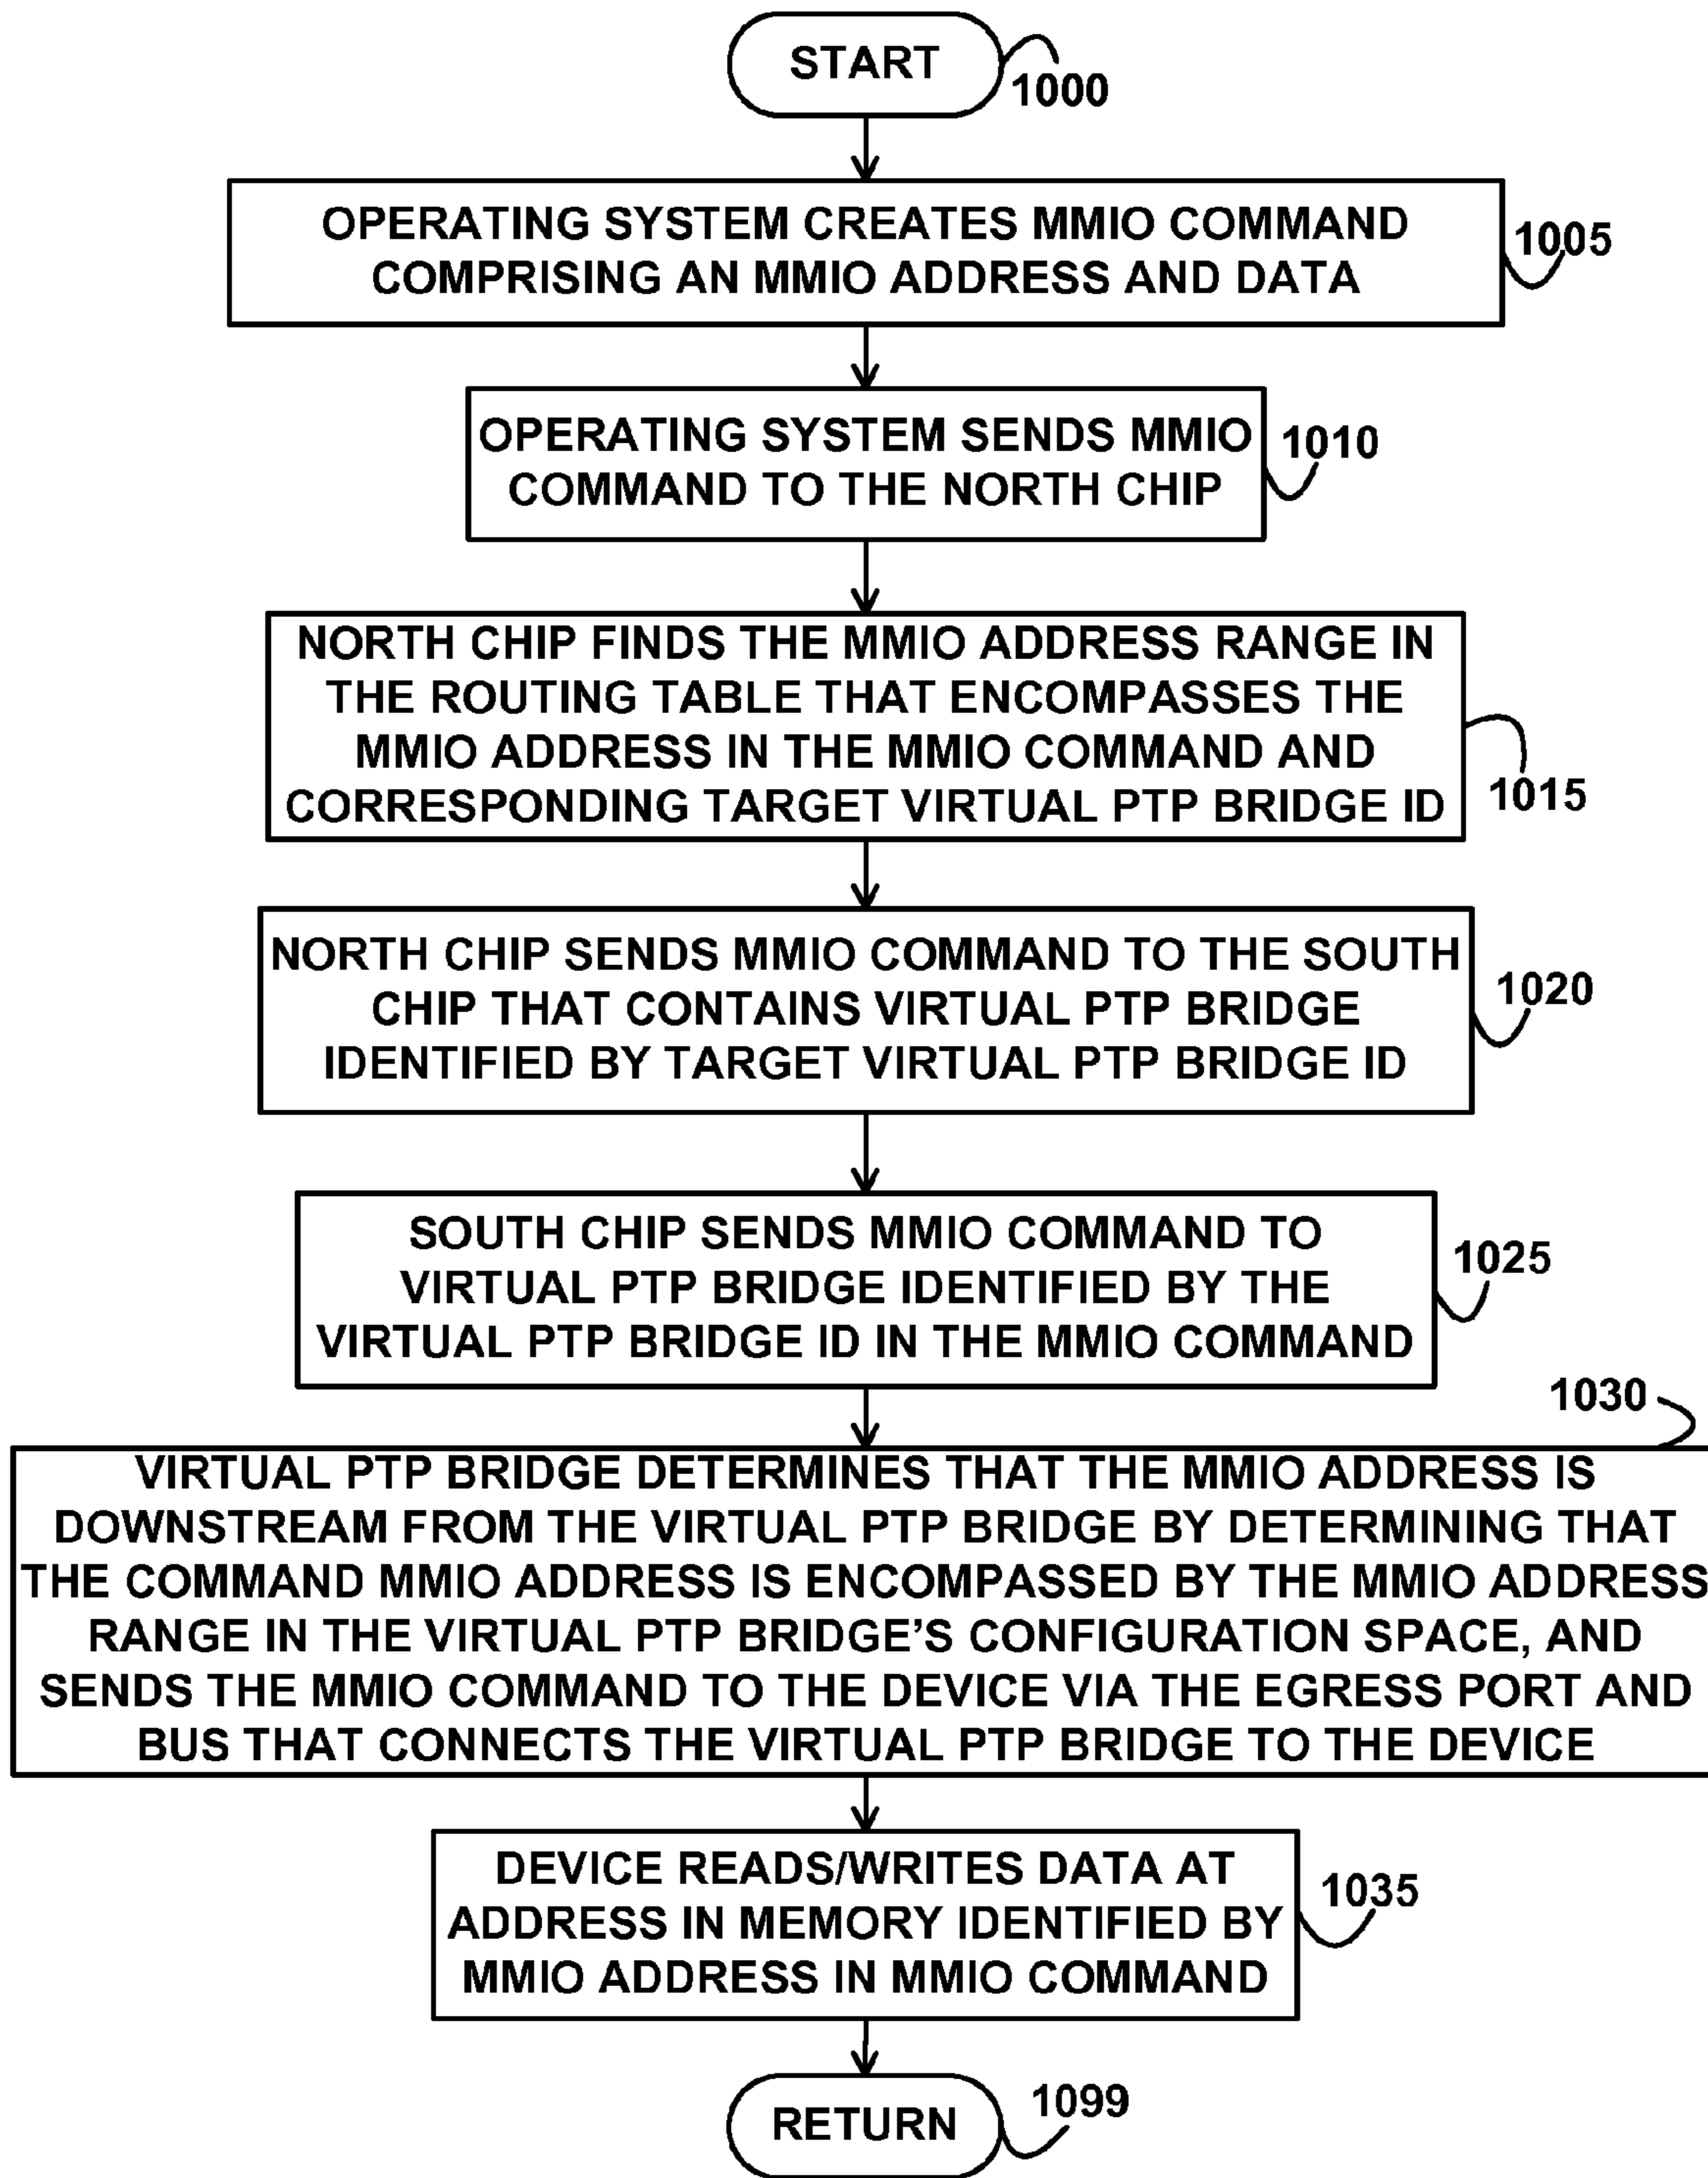 START
1000
OPERATING SYSTEM CREATES MMIO COMMAND
COMPRISING AN MMIO ADDRESS AND DATA
1005
OPERATING SYSTEM SENDS MMIO
COMMAND TO THE NORTH CHIP
1010
NORTH CHIP FINDS THE MMIO ADDRESS RANGE IN
THE ROUTING TABLE THAT ENCOMPASSES THE
MMIO ADDRESS IN THE MMIO COMMAND AND
CORRESPONDING TARGET VIRTUAL PTP BRIDGE ID
1015
NORTH CHIP SENDS MMIO COMMAND TO THE SOUTH
CHIP THAT CONTAINS VIRTUAL PTP BRIDGE
IDENTIFIED BY TARGET VIRTUAL PTP BRIDGE ID
1020
SOUTH CHIP SENDS MMIO COMMAND TO
VIRTUAL PTP BRIDGE IDENTIFIED BY THE
VIRTUAL PTP BRIDGE ID IN THE MMIO COMMAND
1025
1030
VIRTUAL PTP BRIDGE DETERMINES THAT THE MMIO ADDRESS IS
DOWNSTREAM FROM THE VIRTUAL PTP BRIDGE BY DETERMINING THAT
THE COMMAND MMIO ADDRESS IS ENCOMPASSED BY THE MMIO ADDRESS
RANGE IN THE VIRTUAL PTP BRIDGE'S CONFIGURATION SPACE, AND
SENDS THE MMIO COMMAND TO THE DEVICE VIA THE EGRESS PORT AND
BUS THAT CONNECTS THE VIRTUAL PTP BRIDGE TO THE DEVICE
DEVICE READS/WRITES DATA AT
ADDRESS IN MEMORY IDENTIFIED BY
MMIO ADDRESS IN MMIO COMMAND
1035
RETURN
1099